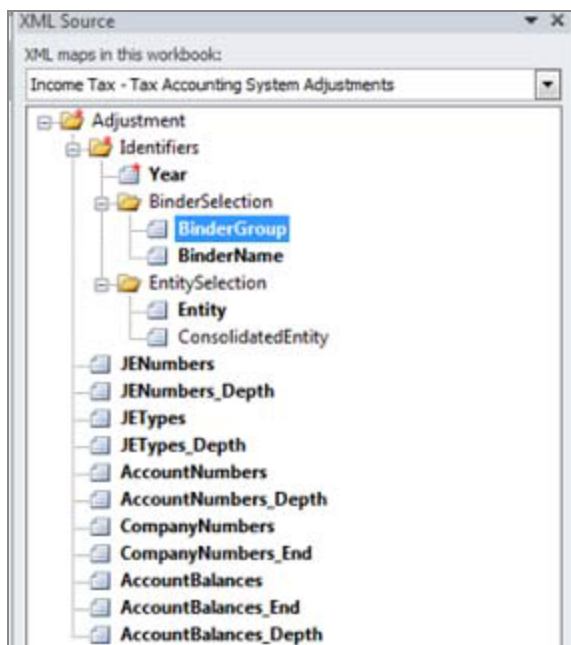 XML Source
XML maps in this workbook:
Income Tax - Tax Accounting System Adjustments
Adjustment
Identifiers
Year
BinderSelection
BinderGroup
BinderName
EntitySelection
Entity
ConsolidatedEntity
JENumbers
JENumbers_Depth
JETypes
JETypes_Depth
AccountNumbers
AccountNumbers_Depth
CompanyNumbers
CompanyNumbers_End
AccountBalances
AccountBalances_End
AccountBalances_Depth